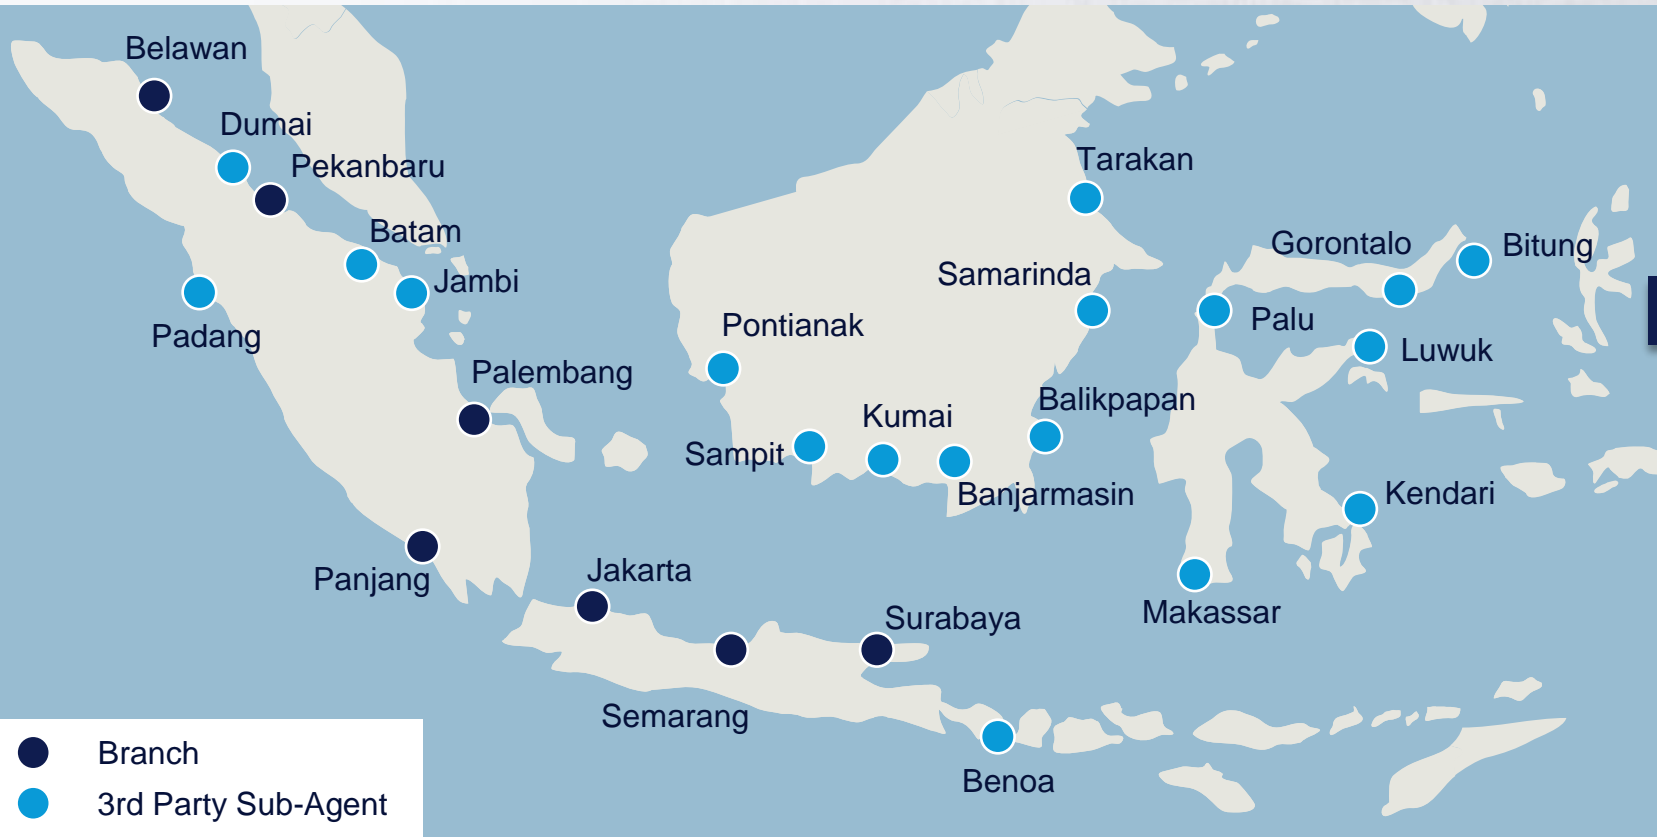 Belawan
Dumai
Pekanbaru
Tarakan
Batam
Gorontalo
Bitung
Samarinda
Jambi
Padang
Pontianak
Palu
Luwuk
Palembang
Balikpapan
Kumai
Sampit
Banjarmasin
Kendari
Panjang
Jakarta
Makassar
Surabaya
Semarang
Benoa
Branch
3rd Party Sub-Agent